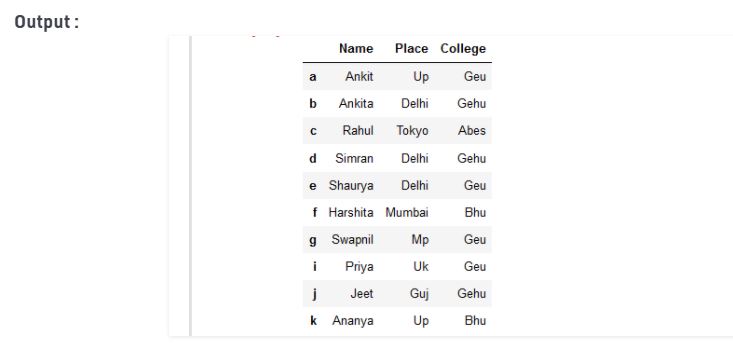 Output :
Name Place College
a Ankit Up Geu
b Ankita Delhi Gehu
c Rahul Tokyo Abes
d Simran Delhi Gehu
e Shaurya Delhi Geu
f Harshita Mumbai Bhu
g Swapnil Mp Geu
i Priya Uk Geu
j Jeet Guj Gehu
k Ananya Up Bhu